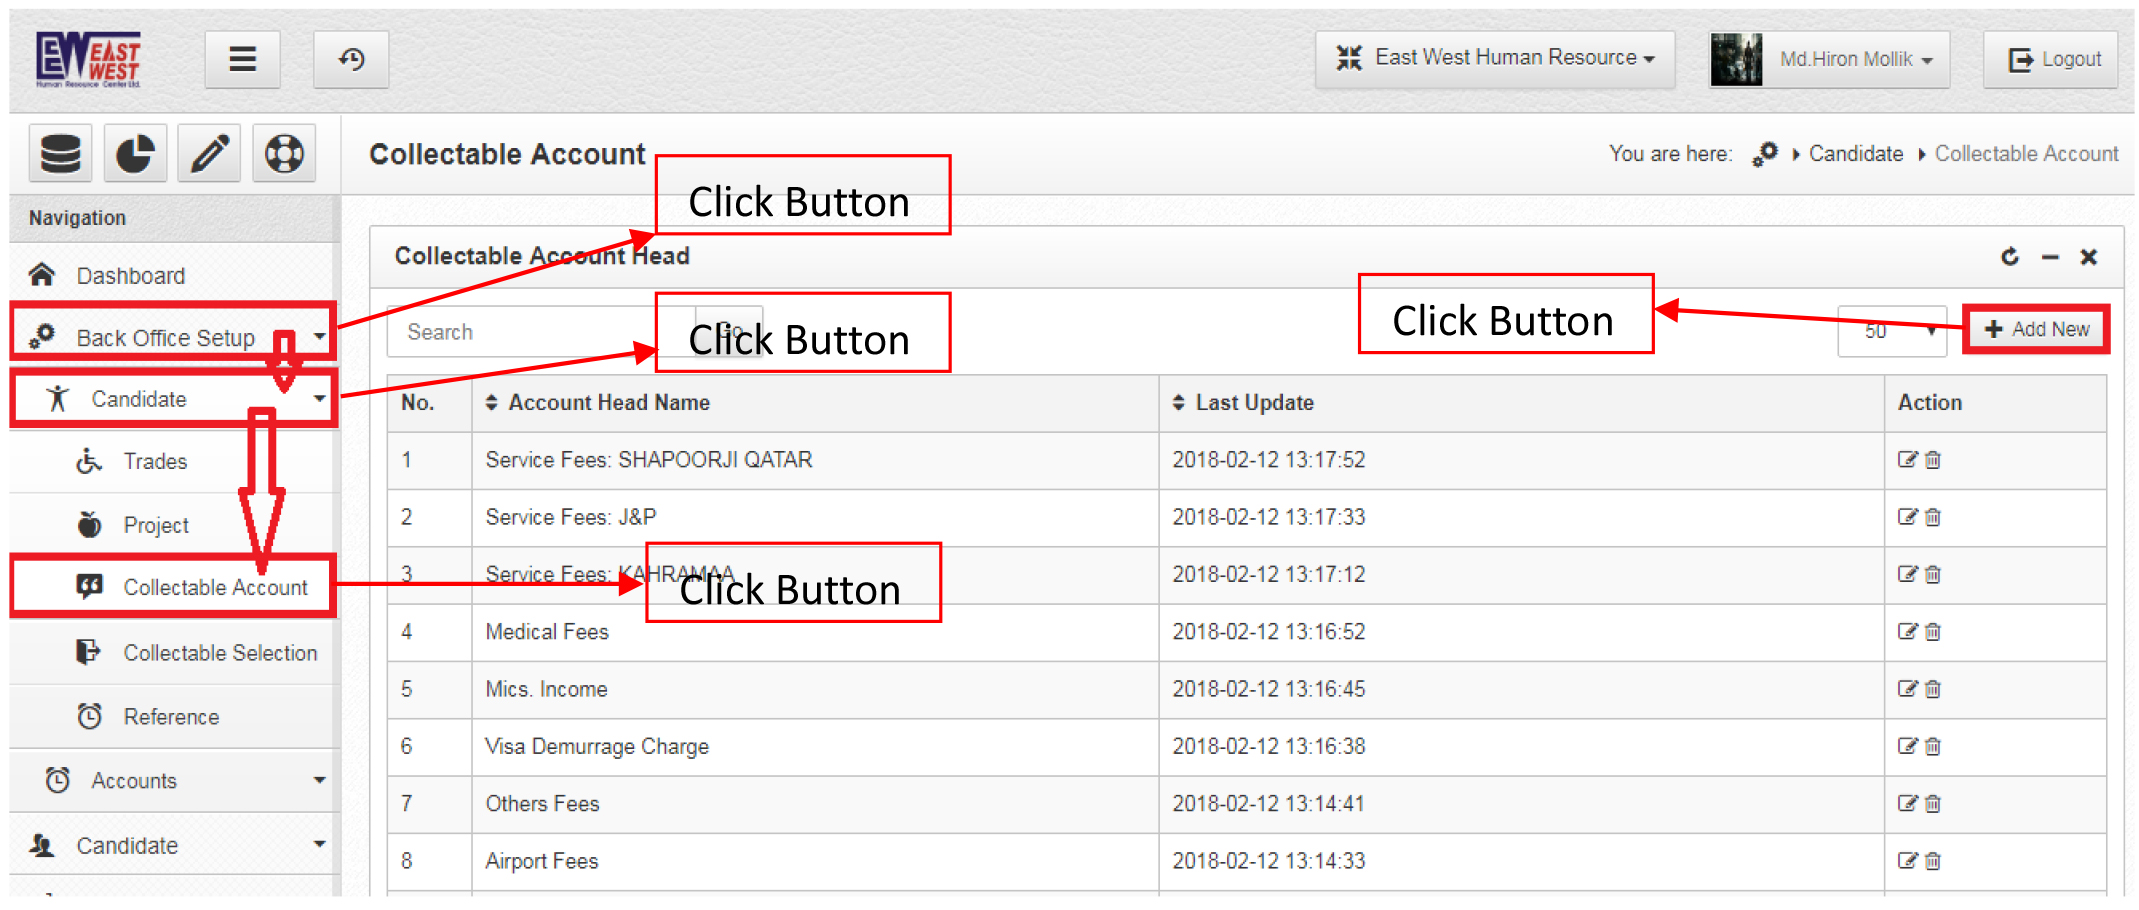 EW EAST
WEST
Human Resource Center Ltd.
East West Human Resource
Md.Hiron Mollik
Logout
Collectable Account
You are here: Candidate Collectable Account
Click Button
Navigation
Collectable Account Head
Dashboard
Click Button
Back Office Setup
Search
Go
Click Button
50
Add New
Candidate
No. Account Head Name Last Update Action
Trades
1 Service Fees: SHAPOORJI QATAR 2018-02-12 13:17:52
Project
2 Service Fees: J&P 2018-02-12 13:17:33
3 Service Fees: KAHRAMAA 2018-02-12 13:17:12
Collectable Account
Click Button
4 Medical Fees 2018-02-12 13:16:52
Collectable Selection
5 Mics. Income 2018-02-12 13:16:45
Reference
6 Visa Demurrage Charge 2018-02-12 13:16:38
Accounts
7 Others Fees 2018-02-12 13:14:41
Candidate
8 Airport Fees 2018-02-12 13:14:33